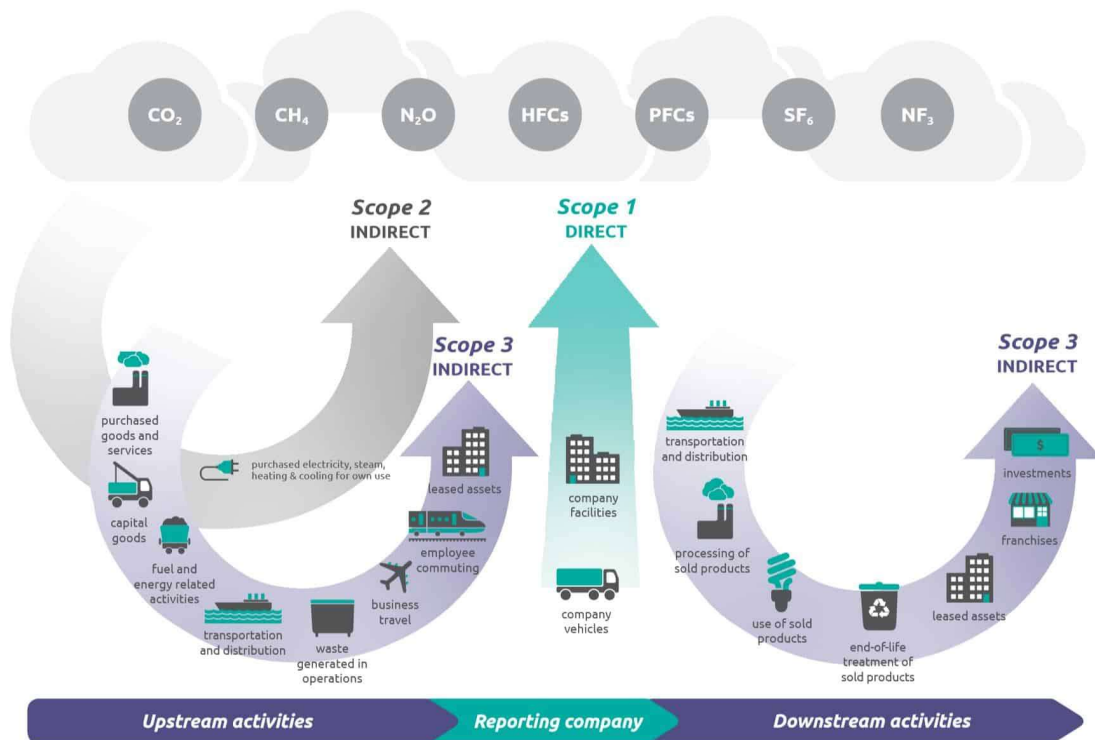 CO₂
CH₄
N₂O
HFCs
PFCs
SF₆
NF₃
Scope 2
INDIRECT
Scope 1
DIRECT
Scope 3
INDIRECT
Scope 3
INDIRECT
purchased
goods and
services
capital
goods
fuel and
energy related
activities
transportation
and distribution
waste
generated in
operations
business
travel
employee
commuting
leased assets
purchased electricity, steam,
heating & cooling for own use
company
facilities
company
vehicles
transportation
and distribution
processing of
sold products
use of sold
products
end-of-life
treatment of
sold products
leased assets
franchises
$
investments
Upstream activities
Reporting company
Downstream activities